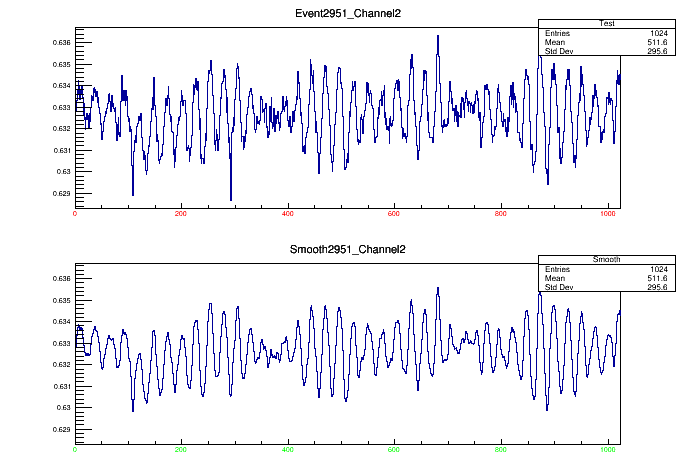 Event2951_Channel2
Test
Entries 1024
Mean 511.6
Std Dev 295.6
0.636
0.635
0.634
0.633
0.632
0.631
0.63
0.629
0 200 400 600 800 1000
Smooth2951_Channel2
Smooth
Entries 1024
Mean 511.6
Std Dev 295.6
0.636
0.635
0.634
0.633
0.632
0.631
0.63
0.629
0 200 400 600 800 1000